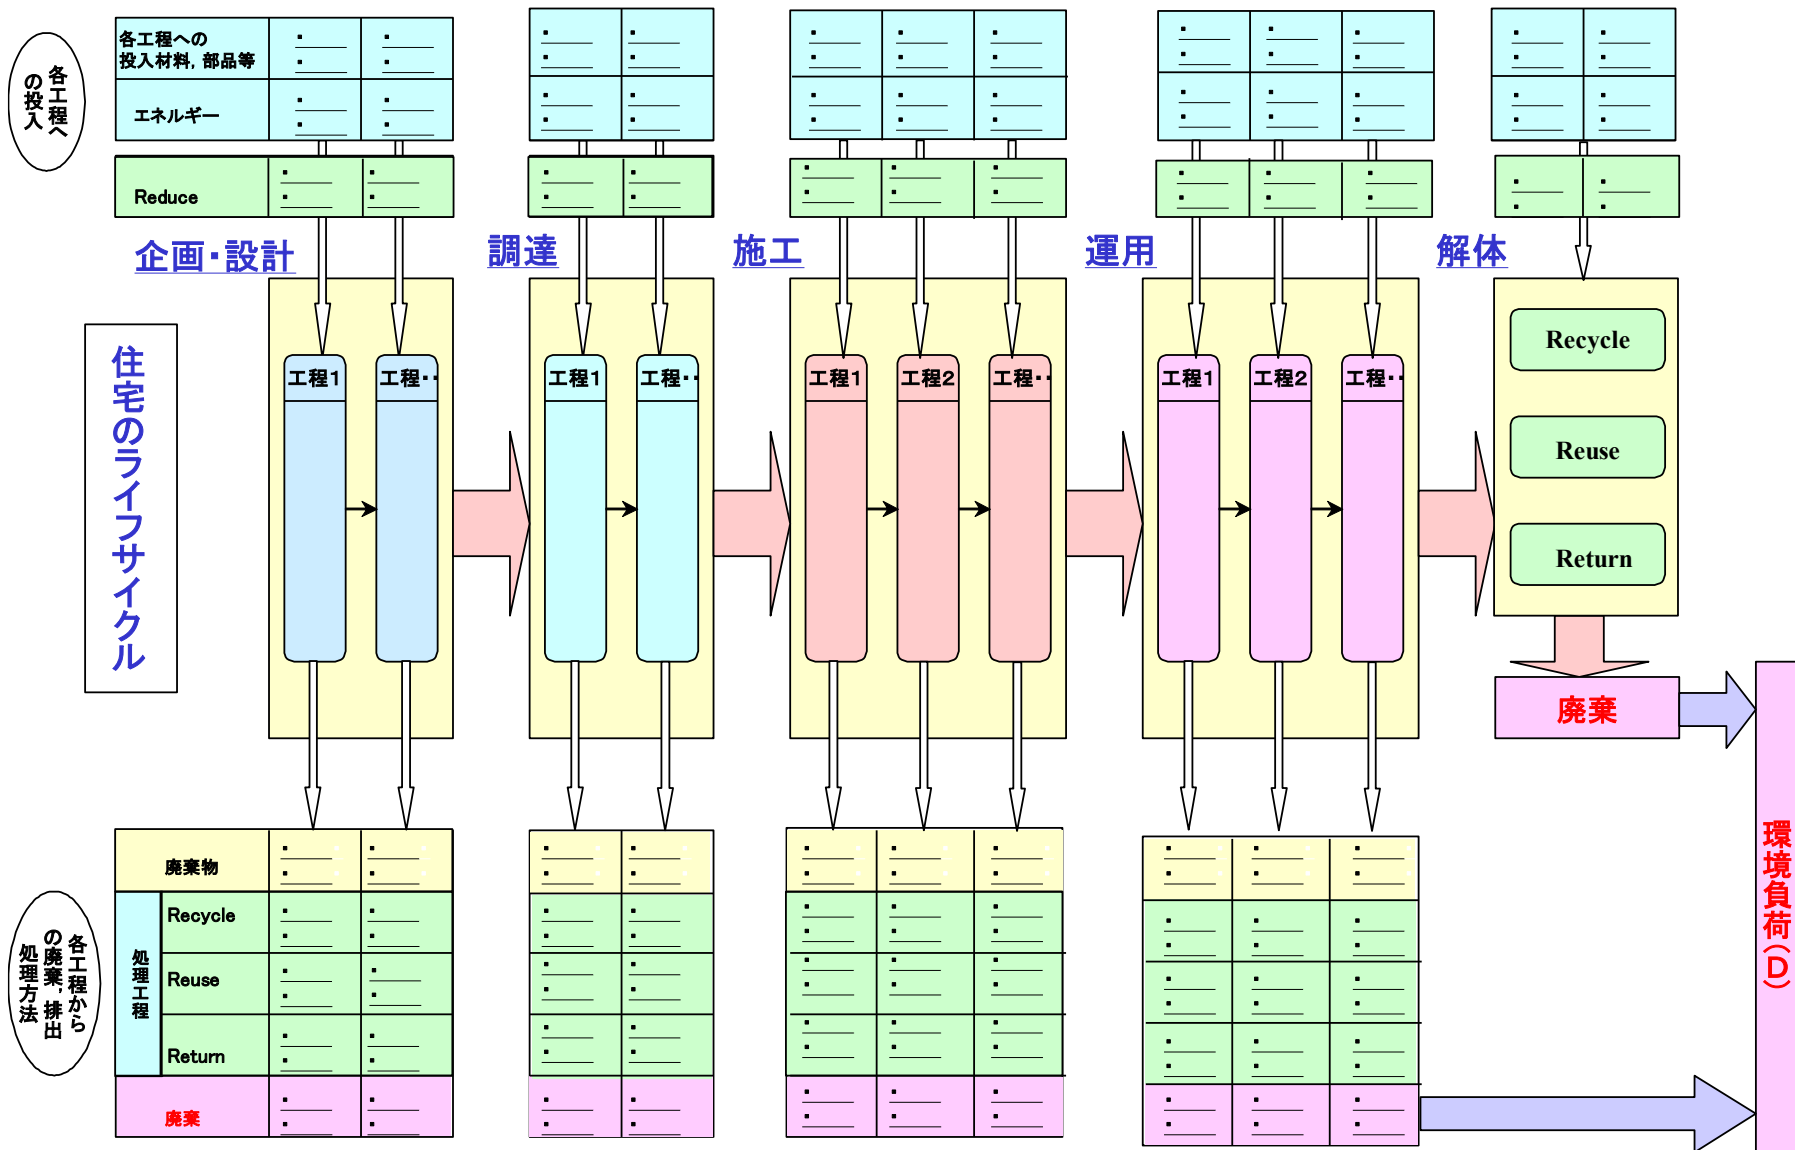 各工程へ
の投入
各工程への
投入材料, 部品等
エネルギー
Reduce
企画・設計
調達
施工
運用
解体
住宅のライフサイクル
工程1
工程・・
工程1
工程・・
工程1
工程2
工程・・
工程1
工程2
工程・・
Recycle
Reuse
Return
廃棄
環境負荷(D)
各工程から
の廃棄, 排出
処理方法
廃棄物
処理工程
Recycle
Reuse
Return
廃棄